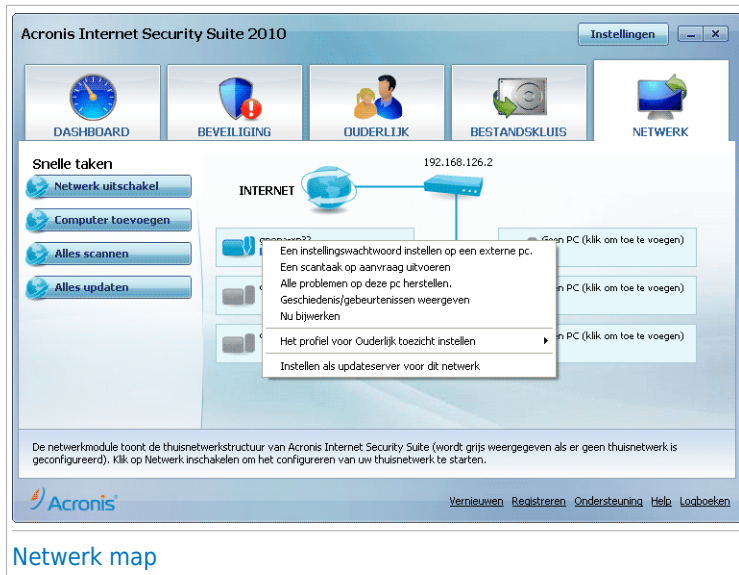 Acronis Internet Security Suite 2010
Instellingen
DASHBOARD
BEVEILIGING
OUDERLIJK
BESTANDSKLUIS
NETWERK
Snelle taken
Netwerk uitschakel
Computer toevoegen
Alles scannen
Alles updaten
192.168.126.2
INTERNET
PC (klik om toe te voegen)
Een instellingswachtwoord instellen op een externe pc.
Een scantaak op aanvraag uitvoeren
Alle problemen op deze pc herstellen.
PC (klik om toe te voegen)
Geschiedenis/gebeurtenissen weergeven
Nu bijwerken
Het profiel voor Ouderlijk toezicht instellen
PC (klik om toe te voegen)
Instellen als updateserver voor dit netwerk
De netwerkmodule toont de thuisnetwerkstructuur van Acronis Internet Security Suite (wordt grijs weergegeven als er geen thuisnetwerk is
geconfigureerd). Klik op Netwerk inschakelen om het configureren van uw thuisnetwerk te starten.
Acronis
Vernieuwen Registreren Ondersteuning Help Logboeken
Netwerk map